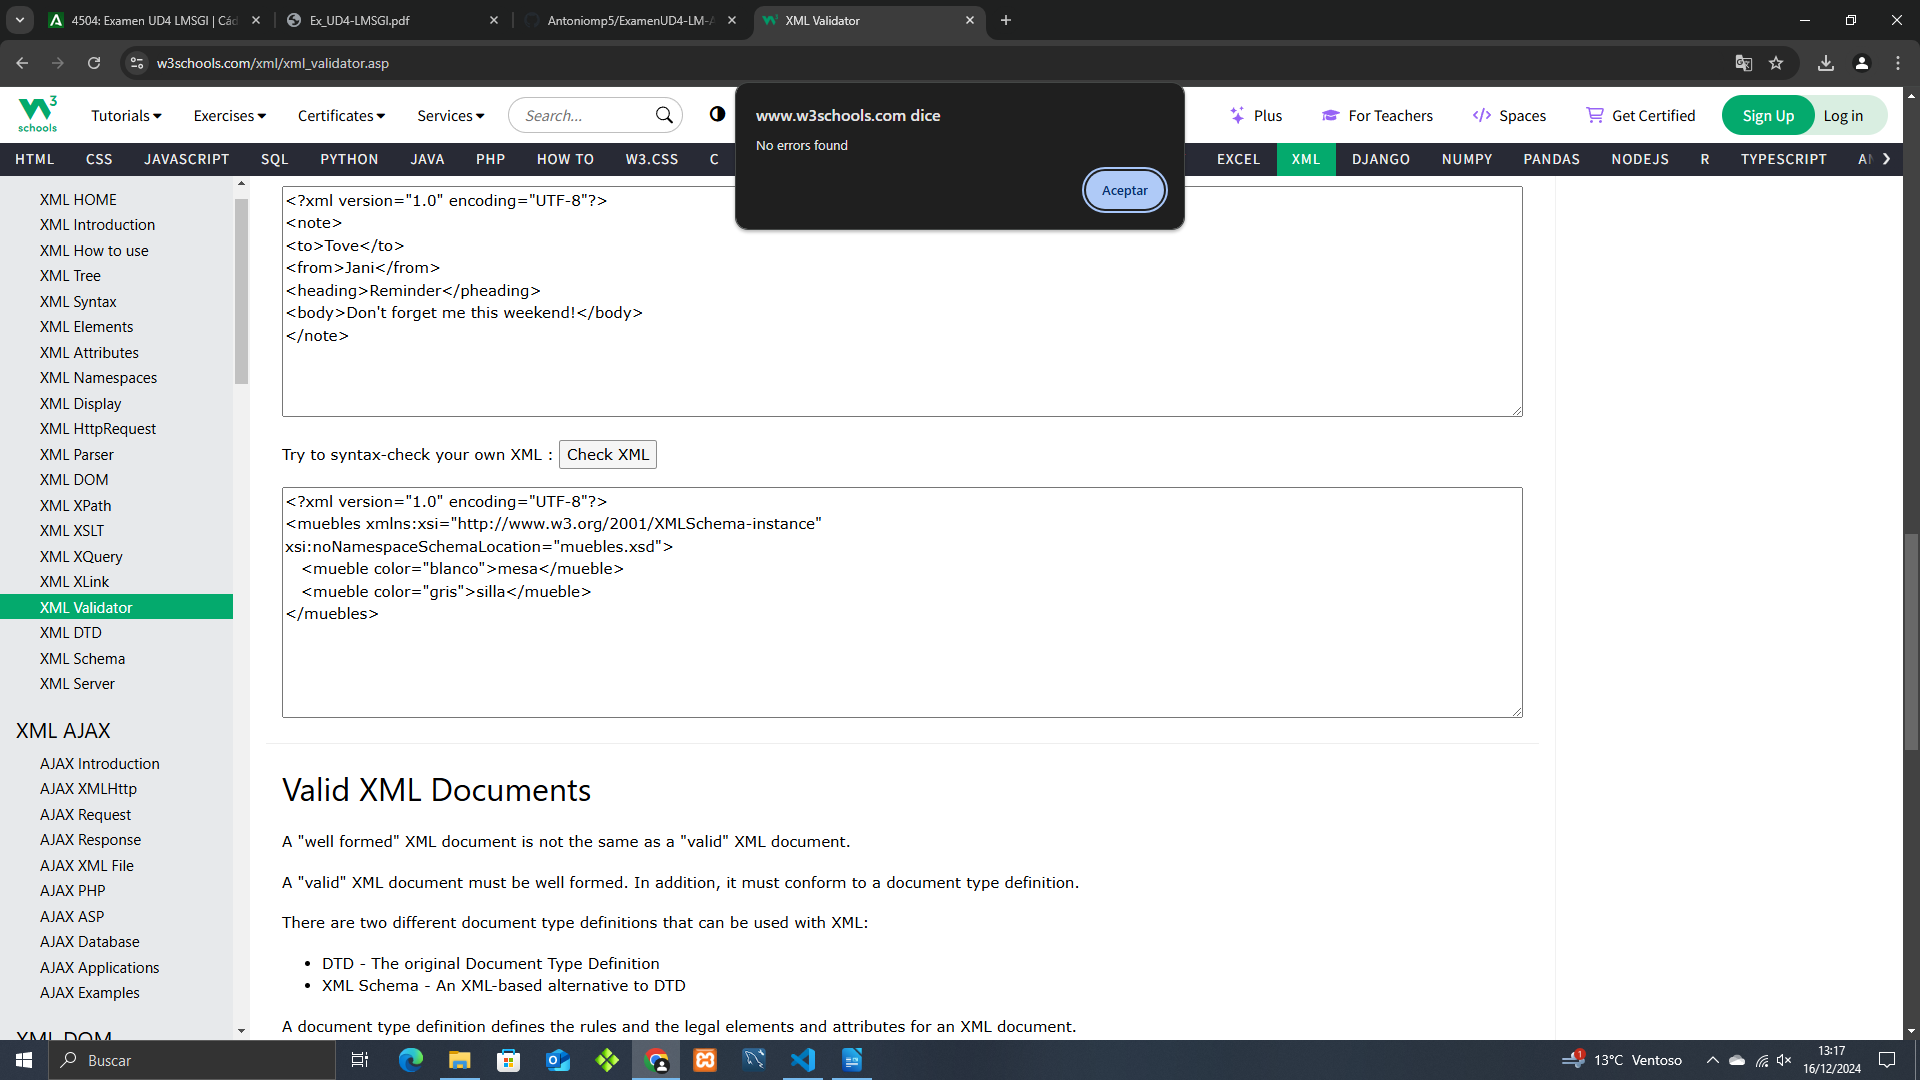 4504: Examen UD4 LMSGI | Cád
Ex_UD4-LMSGI.pdf
Antoniomp5/ExamenUD4-LM-A
XML Validator
w3schools.com/xml/xml_validator.asp
W3 schools
Tutorials
Exercises
Certificates
Services
Search...
Plus
For Teachers
Spaces
Get Certified
Sign Up
Log in
www.w3schools.com dice
No errors found
Aceptar
HTML CSS JAVASCRIPT SQL PYTHON JAVA PHP HOW TO W3.CSS C EXCEL XML DJANGO NUMPY PANDAS NODEJS R TYPESCRIPT
XML HOME
XML Introduction
XML How to use
XML Tree
XML Syntax
XML Elements
XML Attributes
XML Namespaces
XML Display
XML HttpRequest
XML Parser
XML DOM
XML XPath
XML XSLT
XML XQuery
XML XLink
XML Validator
XML DTD
XML Schema
XML Server
XML AJAX
AJAX Introduction
AJAX XMLHttp
AJAX Request
AJAX Response
AJAX XML File
AJAX PHP
AJAX ASP
AJAX Database
AJAX Applications
AJAX Examples
XML DOM
<?xml version="1.0" encoding="UTF-8"?>
<note>
<to>Tove</to>
<from>Jani</from>
<heading>Reminder</pheading>
<body>Don't forget me this weekend!</body>
</note>
Try to syntax-check your own XML :
Check XML
<?xml version="1.0" encoding="UTF-8"?>
<muebles xmlns:xsi="http://www.w3.org/2001/XMLSchema-instance"
xsi:noNamespaceSchemaLocation="muebles.xsd">
<mueble color="blanco">mesa</mueble>
<mueble color="gris">silla</mueble>
</muebles>
Valid XML Documents
A "well formed" XML document is not the same as a "valid" XML document.
A "valid" XML document must be well formed. In addition, it must conform to a document type definition.
There are two different document type definitions that can be used with XML:
• DTD - The original Document Type Definition
• XML Schema - An XML-based alternative to DTD
A document type definition defines the rules and the legal elements and attributes for an XML document.
Buscar
1
13°C Ventoso
13:17
16/12/2024